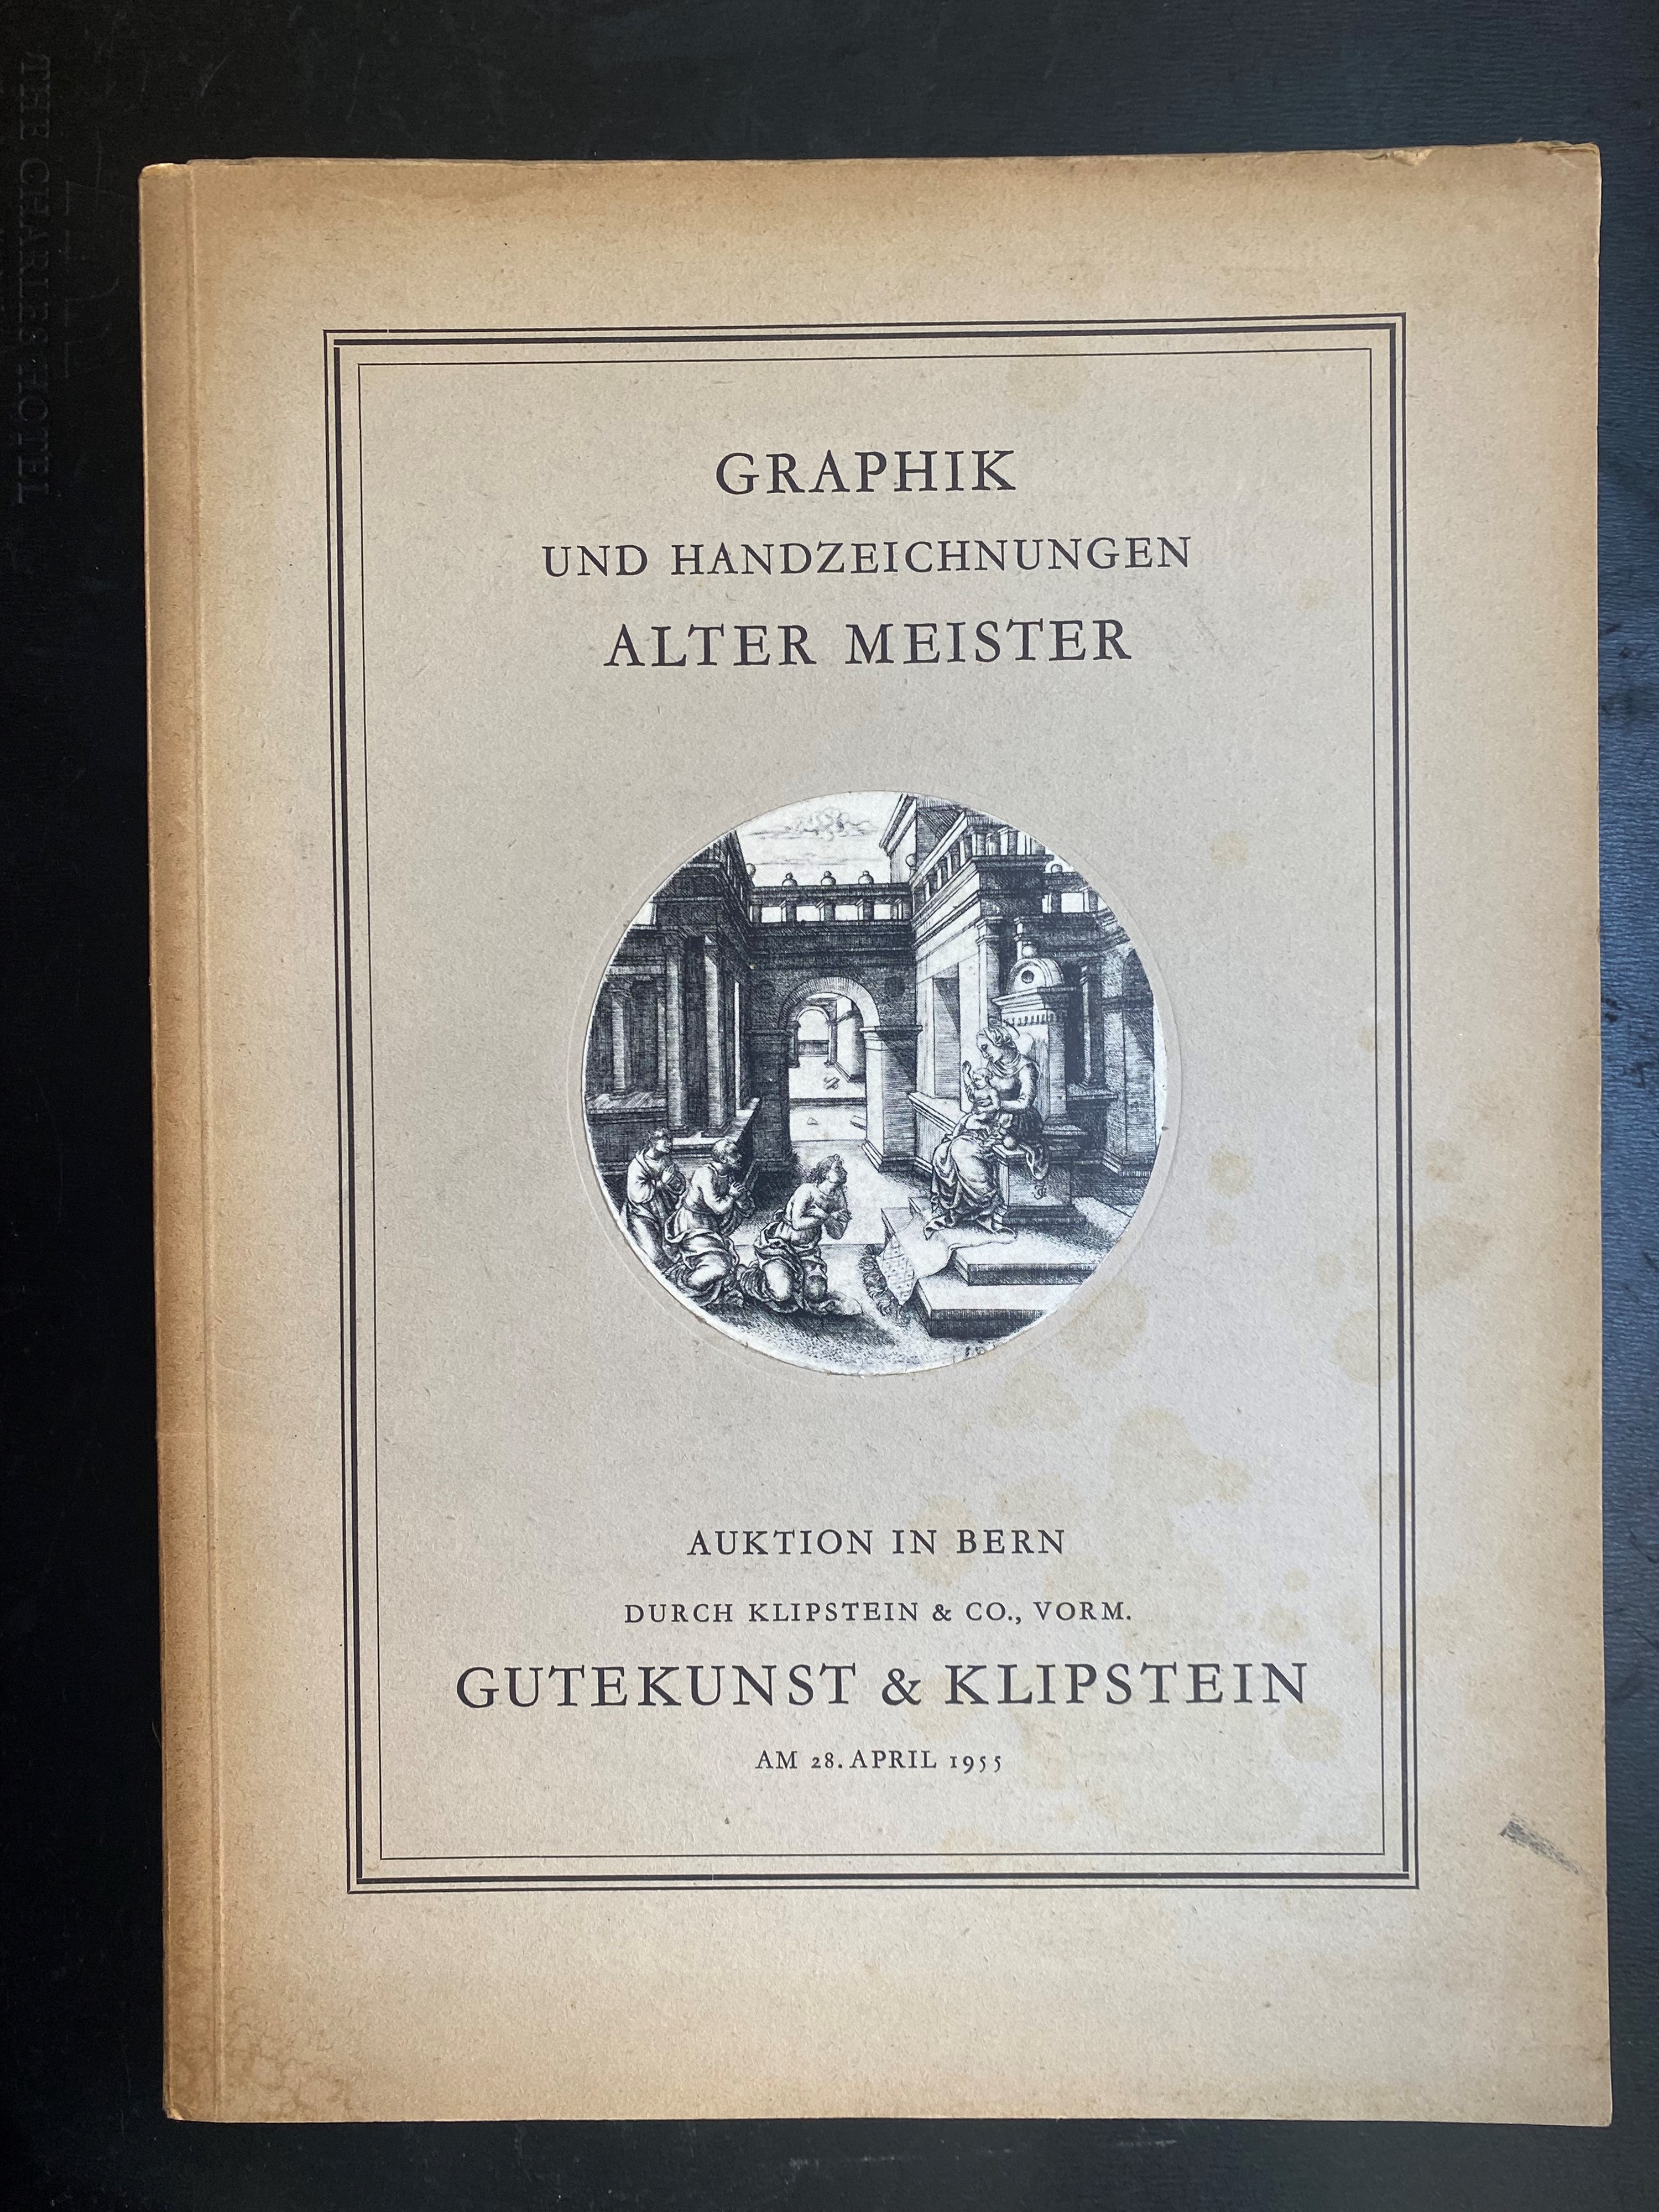 GRAPHIK
UND HANDZEICHNUNGEN
ALTER MEISTER
AUKTION IN BERN
DURCH KLIPSTEIN & CO., VORM.
GUTEKUNST & KLIPSTEIN
AM 28. APRIL 1955
THE CHARLES HOTEL